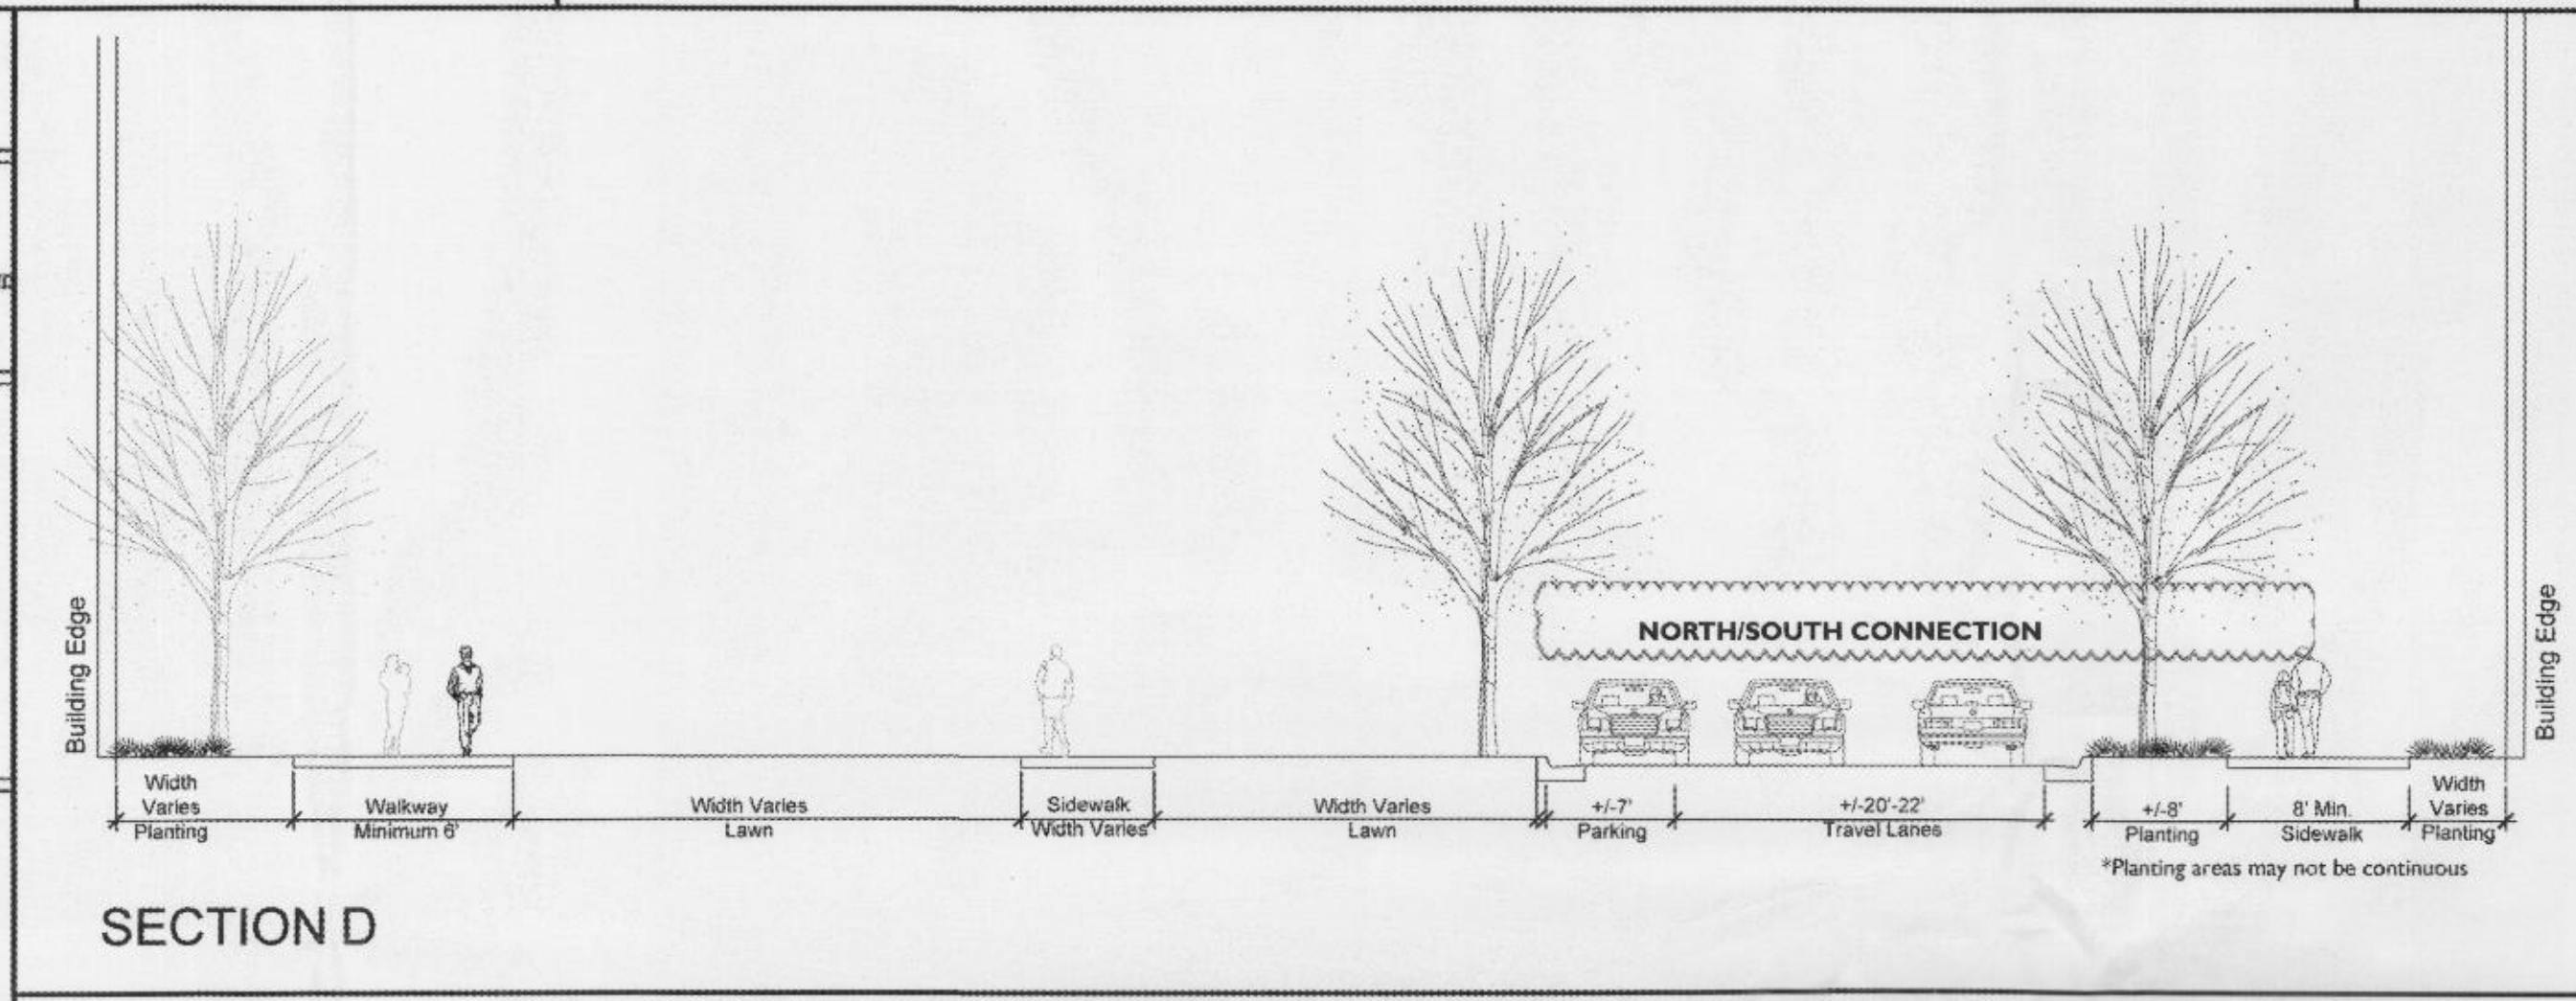 Building Edge
NORTH/SOUTH CONNECTION
Building Edge
Width
Varies
Planting
Walkway
Minimum 6'
Width Varies
Lawn
Sidewalk
Width Varies
Width Varies
Lawn
+/-7'
Parking
+/-20'-22'
Travel Lanes
+/-8'
Planting
8' Min.
Sidewalk
Width
Varies
Planting
*Planting areas may not be continuous
SECTION D